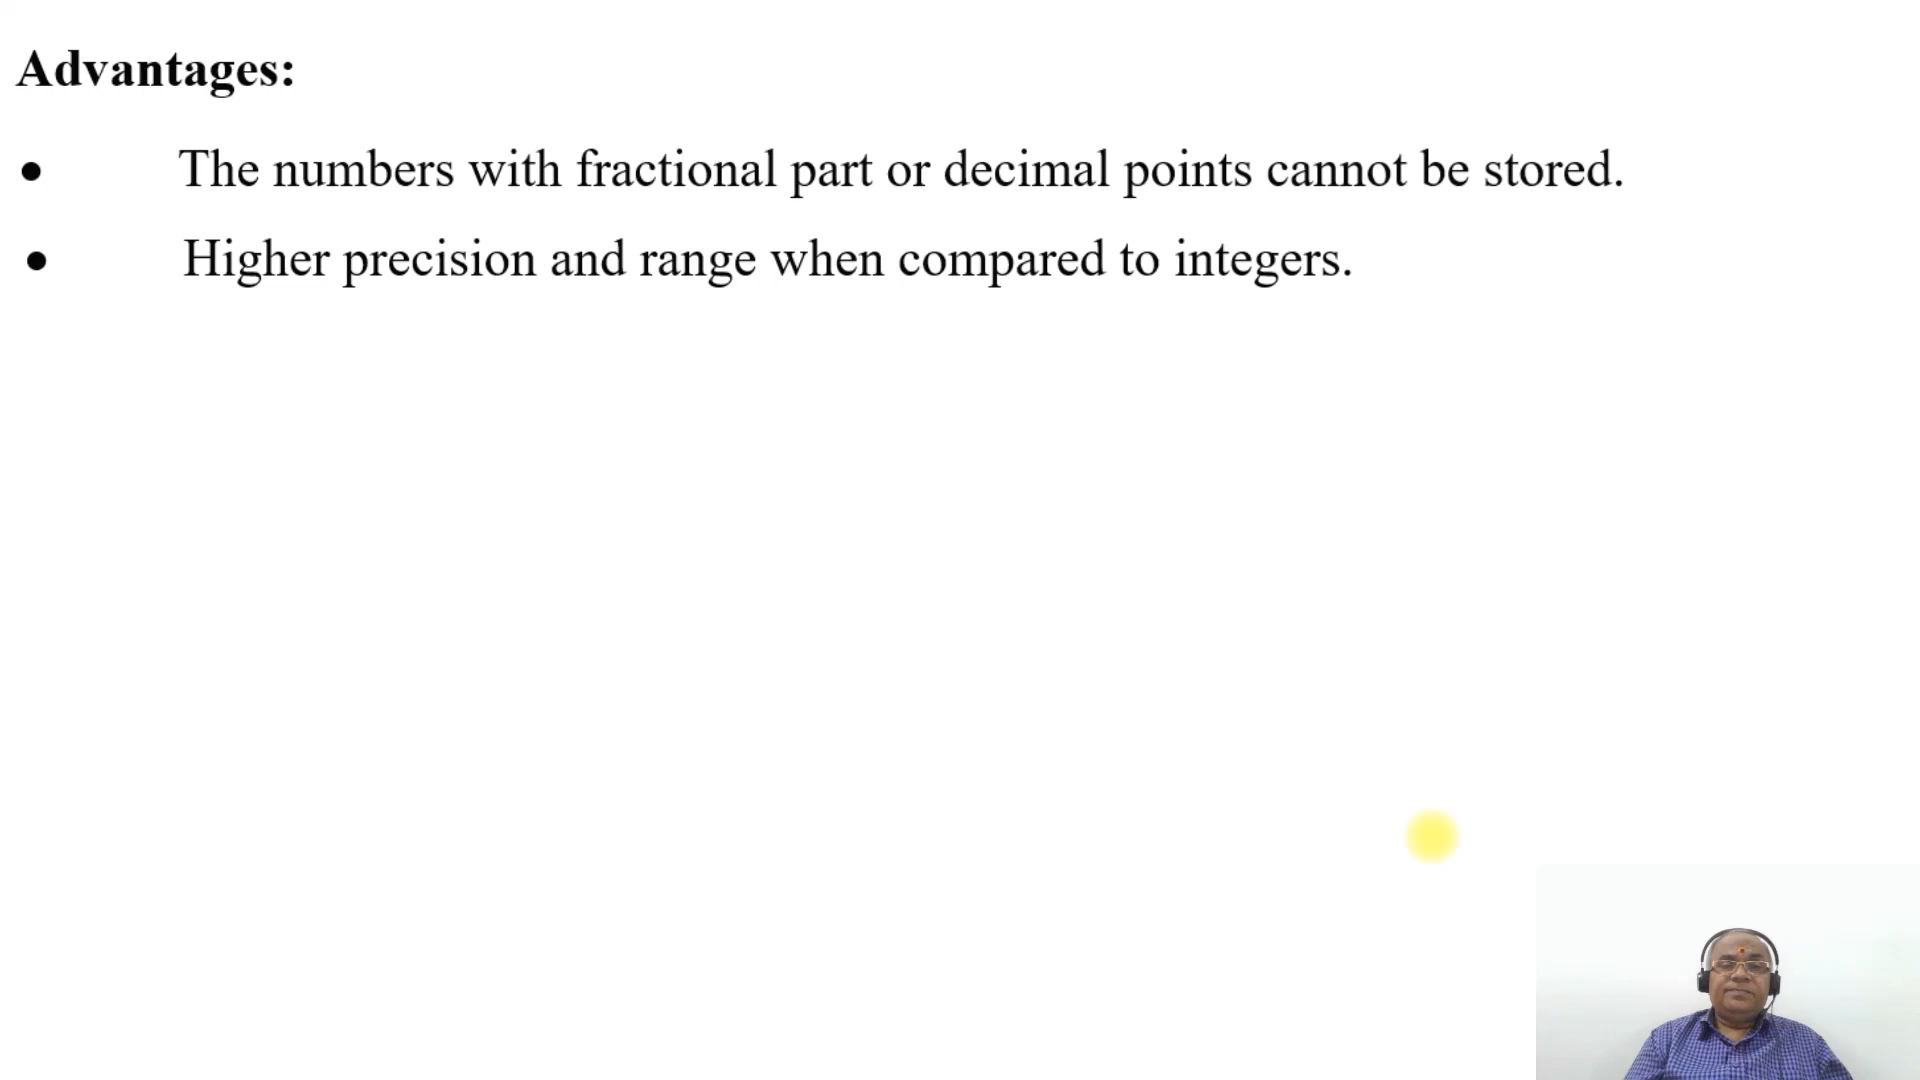 Advantages:
• The numbers with fractional part or decimal points cannot be stored.
• Higher precision and range when compared to integers.